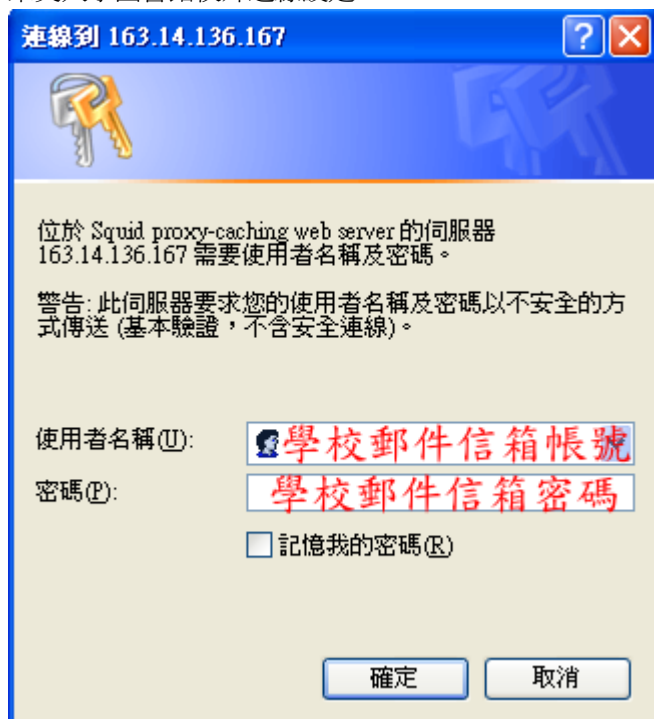 連線到 163.14.136.167
位於 Squid proxy-caching web server 的伺服器
163.14.136.167 需要使用者名稱及密碼。
警告: 此伺服器要求您的使用者名稱及密碼以不安全的方
式傳送 (基本驗證，不含安全連線)。
使用者名稱(U): 學校郵件信箱帳號
密碼(P): 學校郵件信箱密碼
記憶我的密碼(R)
確定 取消